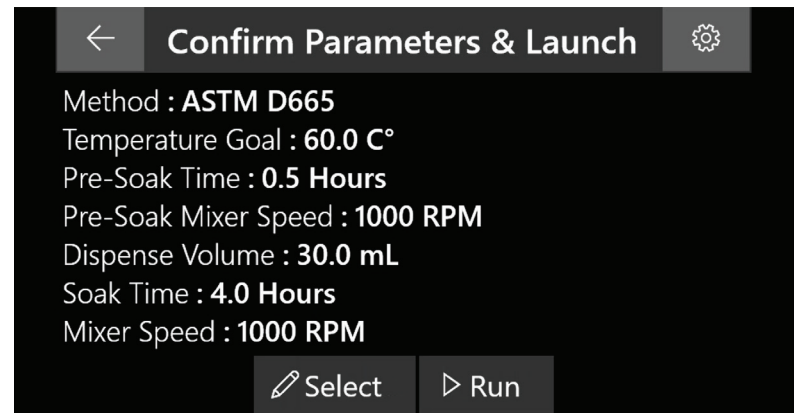 Confirm Parameters & Launch
Method : ASTM D665
Temperature Goal : 60.0 C°
Pre-Soak Time : 0.5 Hours
Pre-Soak Mixer Speed : 1000 RPM
Dispense Volume : 30.0 mL
Soak Time : 4.0 Hours
Mixer Speed : 1000 RPM
Select Run